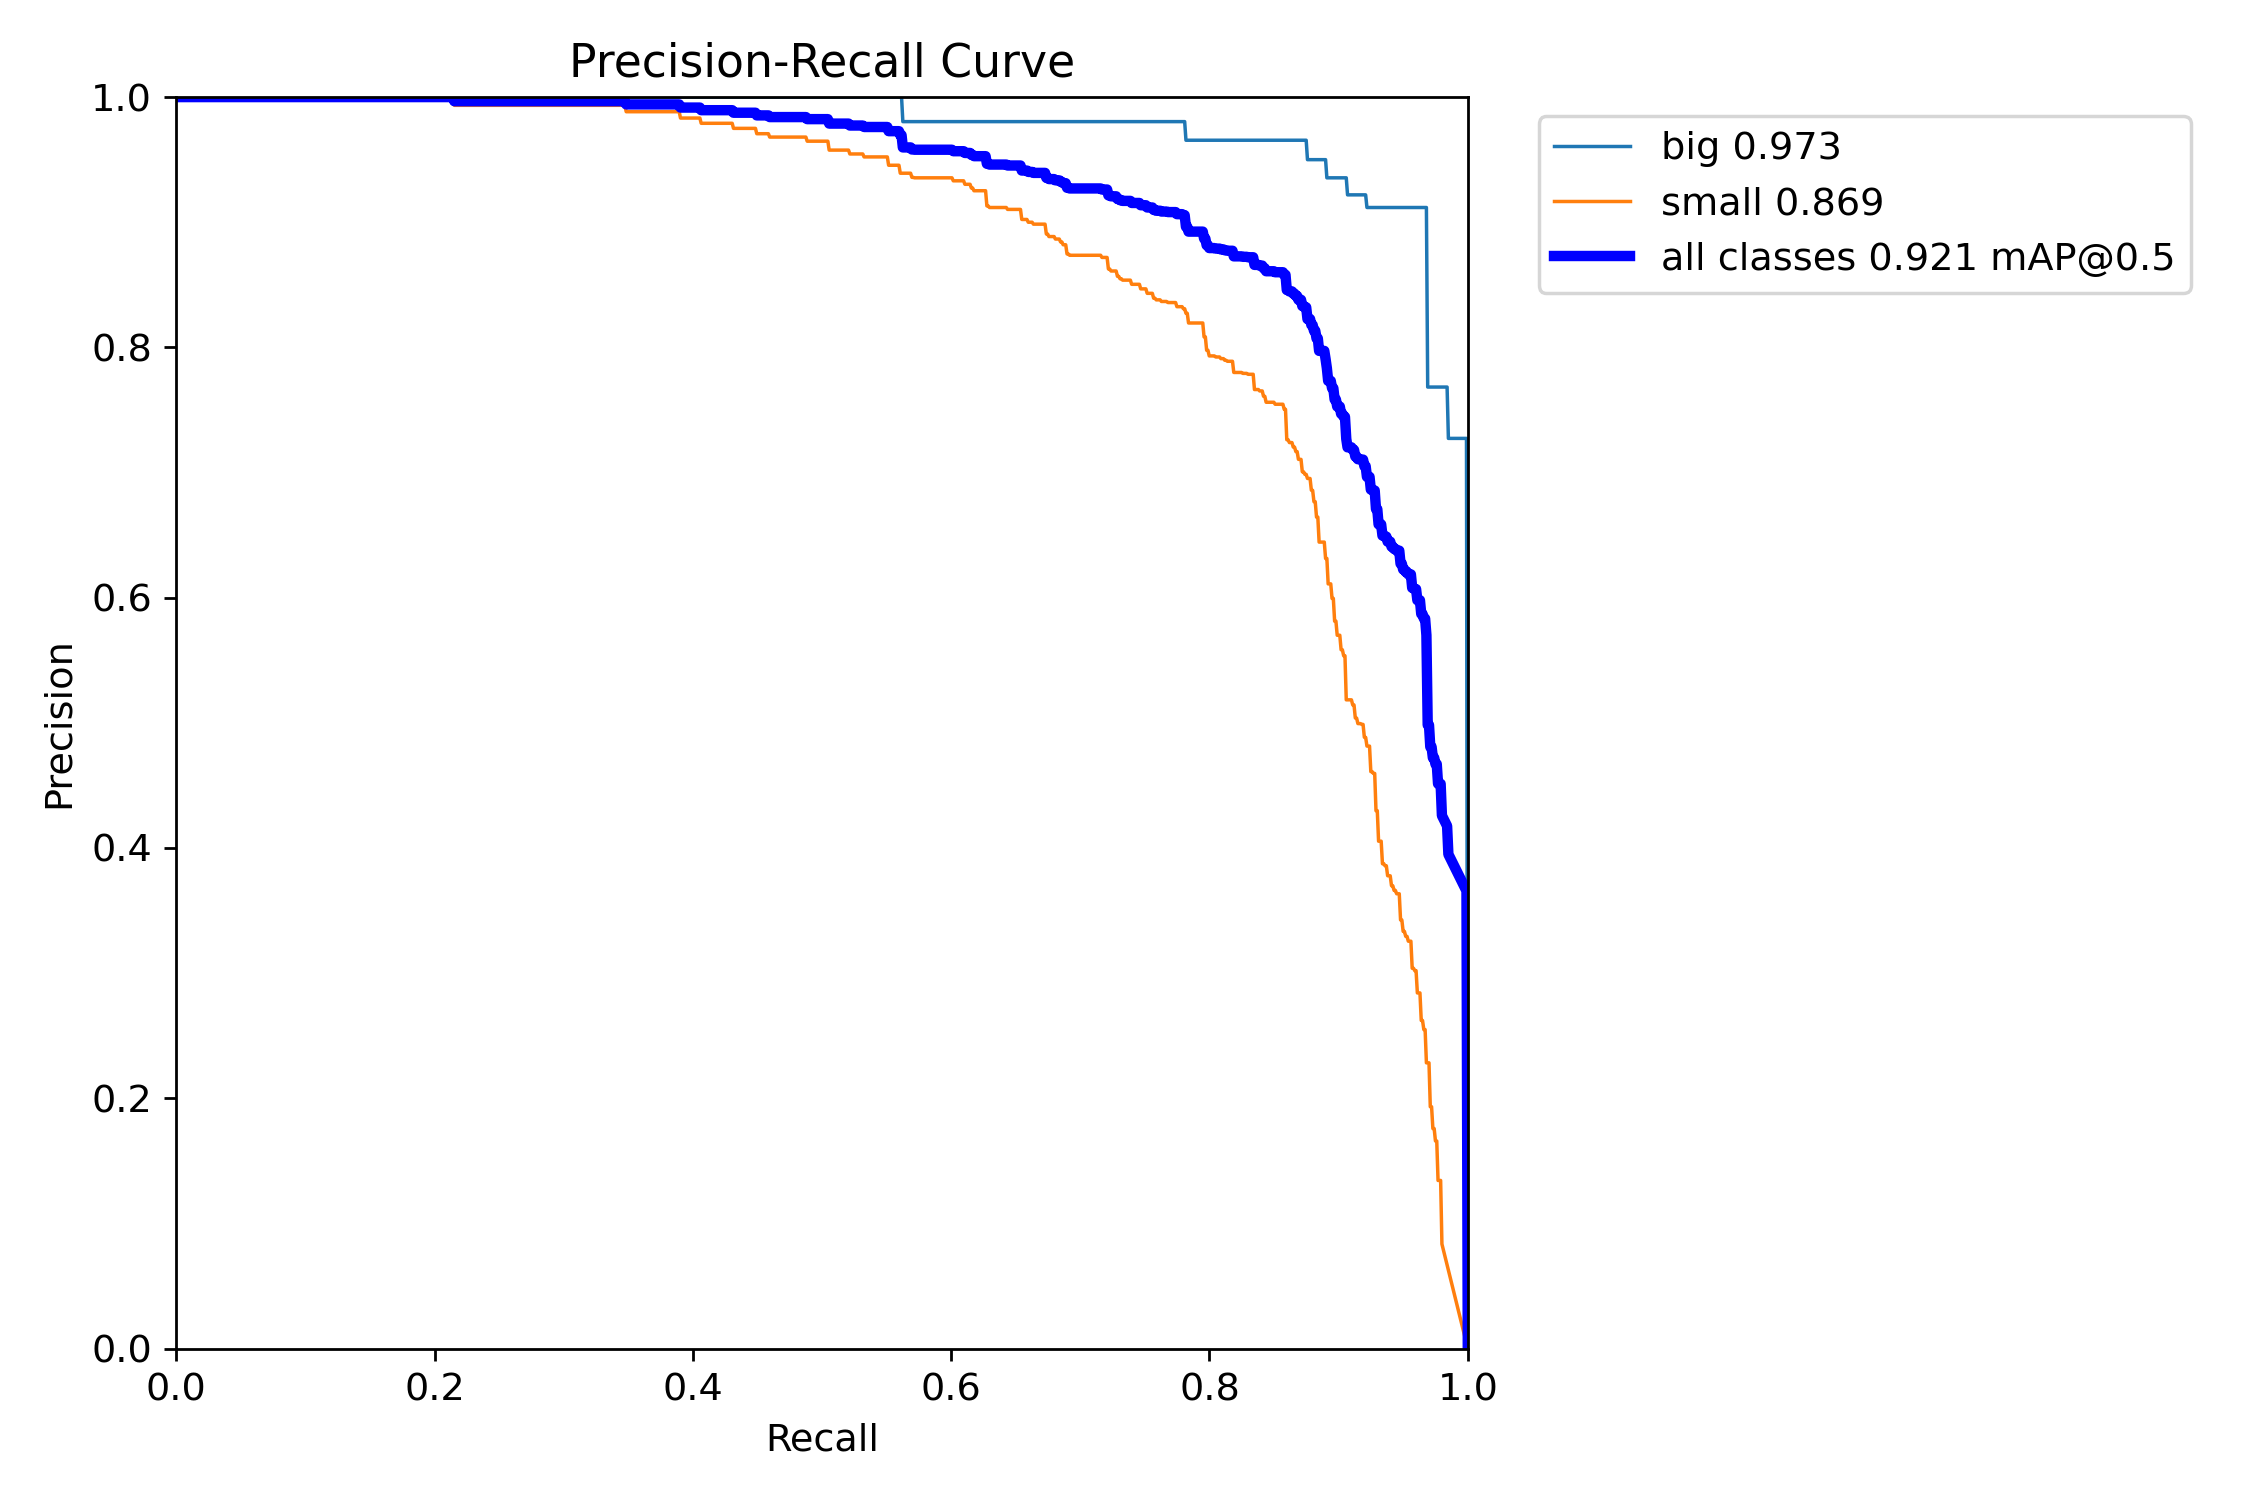 Precision-Recall Curve
1.0
0.8
0.6
0.4
0.2
0.0
Precision
0.0 0.2 0.4 0.6 0.8 1.0
Recall
big 0.973
small 0.869
all classes 0.921 mAP@0.5